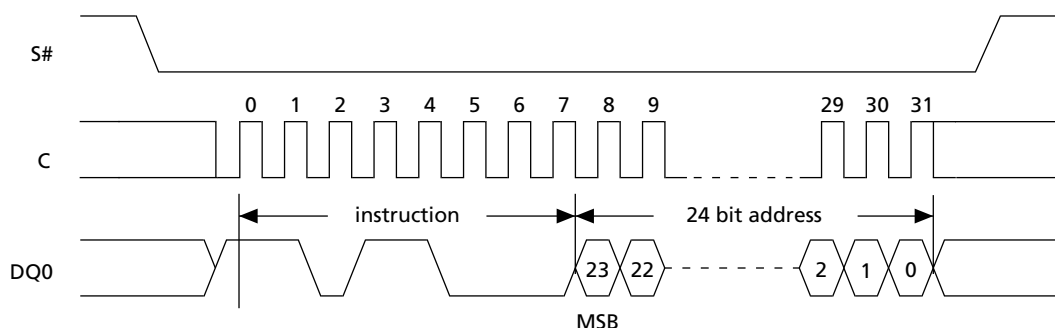 S#
0 1 2 3 4 5 6 7 8 9 29 30 31
C
instruction 24 bit address
DQ0 23 22 2 1 0
MSB